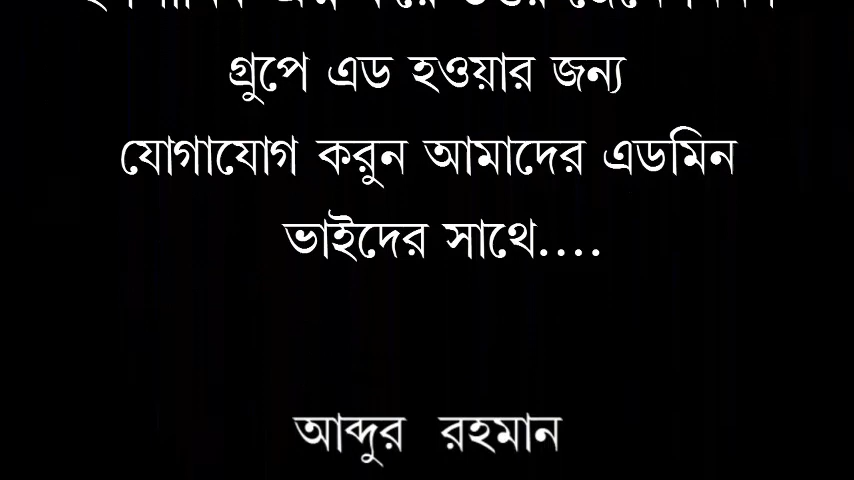 গ্রুপে এড হওয়ার জন্য
যোগাযোগ করুন আমাদের এডমিন
ভাইদের সাথে....
আব্দুর রহমান